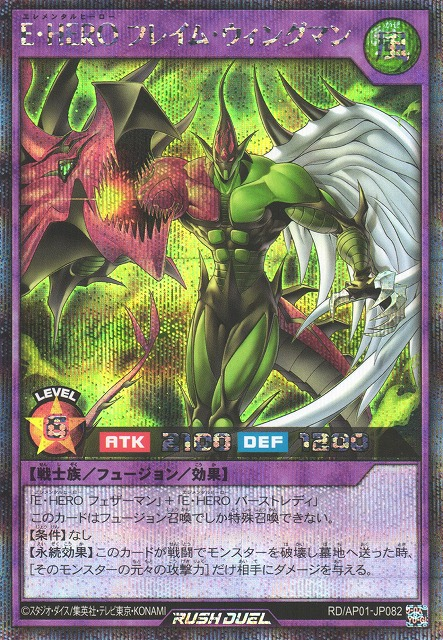 エレメンタルヒーロー
E・HERO フレイム・ウィングマン
風
LEVEL
6
ATK 2100 DEF 1200
【戦士族／フュージョン／効果】
「E・HERO フェザーマン」+「E・HERO バーストレディ」
このカードはフュージョン召喚でしか特殊召喚できない。
【条件】なし
【永続効果】このカードが戦闘でモンスターを破壊し墓地へ送った時、
[そのモンスターの元々の攻撃力]だけ相手にダメージを与える。
©スタジオ・ダイス/集英社・テレビ東京・KONAMI
RUSH DUEL
RD/AP01-JP082